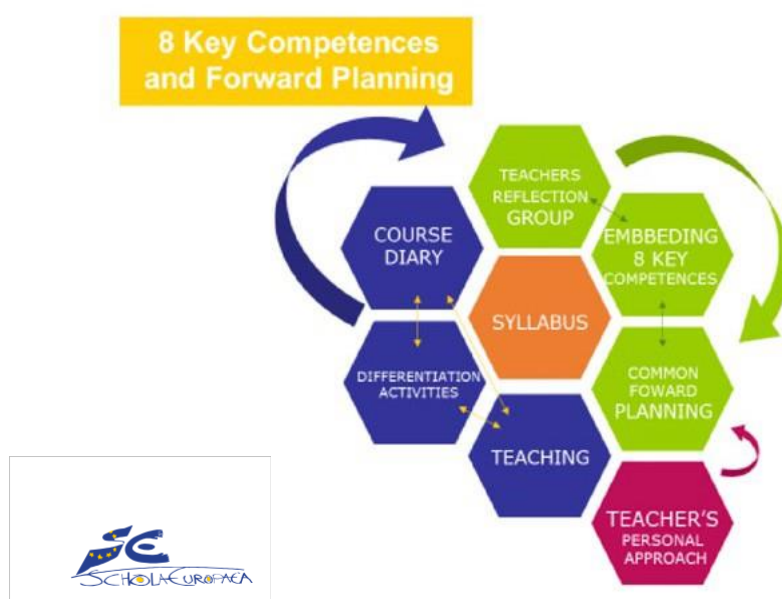 8 Key Competences
and Forward Planning
TEACHERS
REFLECTION
GROUP
COURSE
DIARY
EMBBEDING
8 KEY
COMPETENCES
SYLLABUS
DIFFERENTIATION
ACTIVITIES
COMMON
FOWARD
PLANNING
TEACHING
TEACHER'S
PERSONAL
APPROACH
SCHOLA EUROPAEA